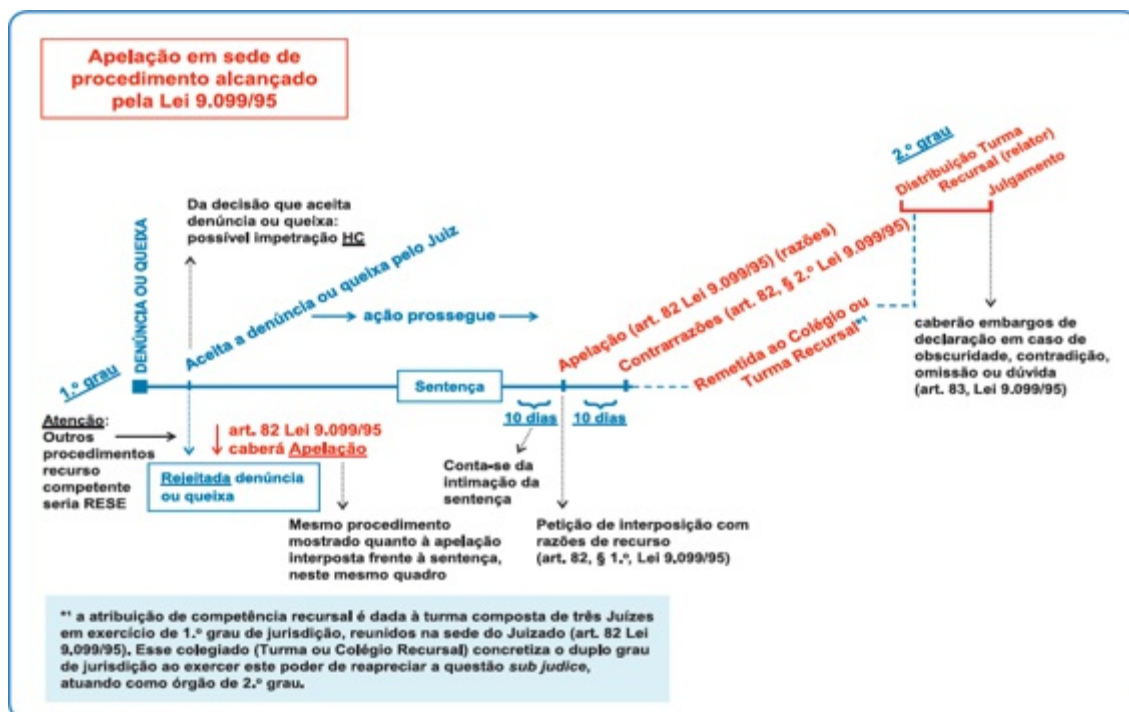 Apelação em sede de
procedimento alcançado
pela Lei 9.099/95
1.º grau
DENÚNCIA OU QUEIXA
Da decisão que aceita
denúncia ou queixa:
possível impetração HC
Aceita a denúncia ou queixa pelo Juiz
ação prossegue
Sentença
Apelação (art. 82 Lei 9.099/95) (razões)
Contrarrazões (art. 82, § 2.º Lei 9.099/95)
Remetida ao Colégio ou
Turma Recursal*¹
2.º grau
Distribuição Turma
Recursal (relator)
Julgamento
caberão embargos de
declaração em caso de
obscuridade, contradição,
omissão ou dúvida
(art. 83, Lei 9.099/95)
Atenção:
Outros
procedimentos
recurso
competente
seria RESE
art. 82 Lei 9.099/95
caberá Apelação
Rejeitada denúncia
ou queixa
Mesmo procedimento
mostrado quanto à apelação
interposta frente à sentença,
neste mesmo quadro
10 dias
10 dias
Conta-se da
intimação da
sentença
Petição de interposição com
razões de recurso
(art. 82, § 1.º, Lei 9.099/95)
*¹ a atribuição de competência recursal é dada à turma composta de três Juízes
em exercício de 1.º grau de jurisdição, reunidos na sede do Juizado (art. 82 Lei
9,099/95). Esse colegiado (Turma ou Colégio Recursal) concretiza o duplo grau
de jurisdição ao exercer este poder de reapreciar a questão sub judice,
atuando como órgão de 2.º grau.